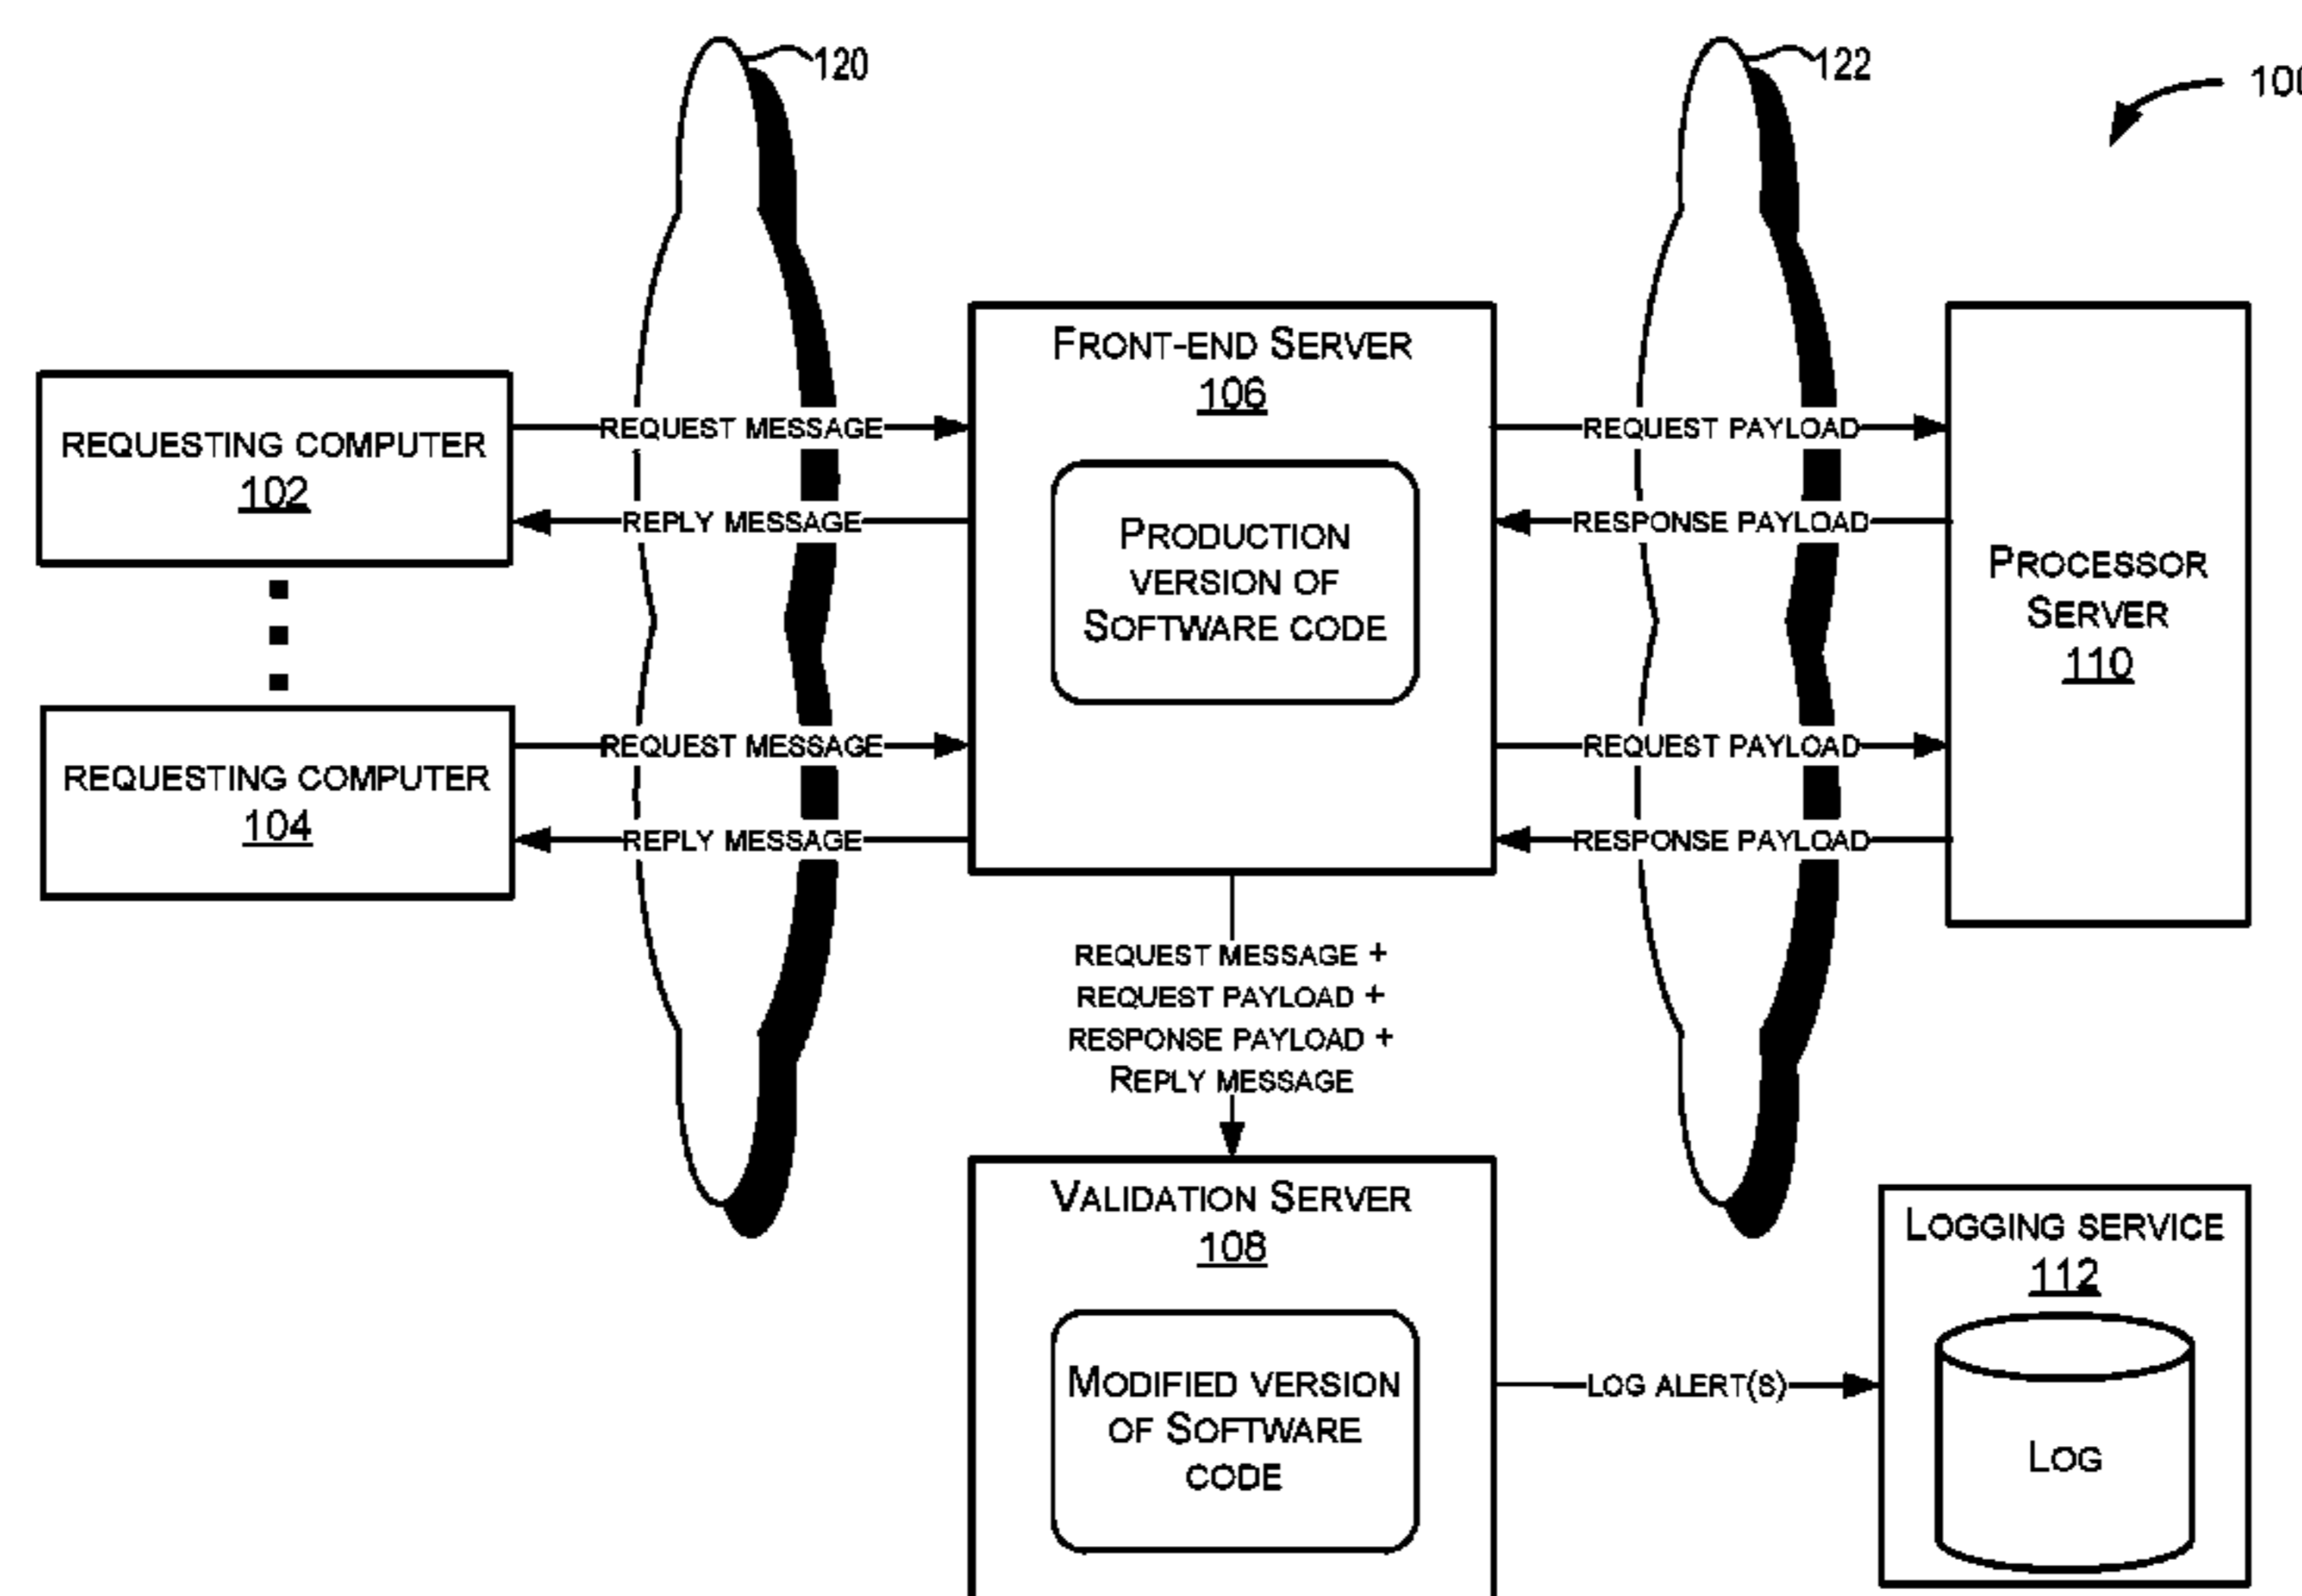 120
122
100
FRONT-END SERVER
106
REQUESTING COMPUTER
102
REQUEST MESSAGE
REPLY MESSAGE
PRODUCTION
VERSION OF
SOFTWARE CODE
REQUEST PAYLOAD
RESPONSE PAYLOAD
PROCESSOR
SERVER
110
REQUESTING COMPUTER
104
REQUEST MESSAGE
REPLY MESSAGE
REQUEST PAYLOAD
RESPONSE PAYLOAD
REQUEST MESSAGE +
REQUEST PAYLOAD +
RESPONSE PAYLOAD +
REPLY MESSAGE
VALIDATION SERVER
108
MODIFIED VERSION
OF SOFTWARE
CODE
LOG ALERT(S)
LOGGING SERVICE
112
LOG